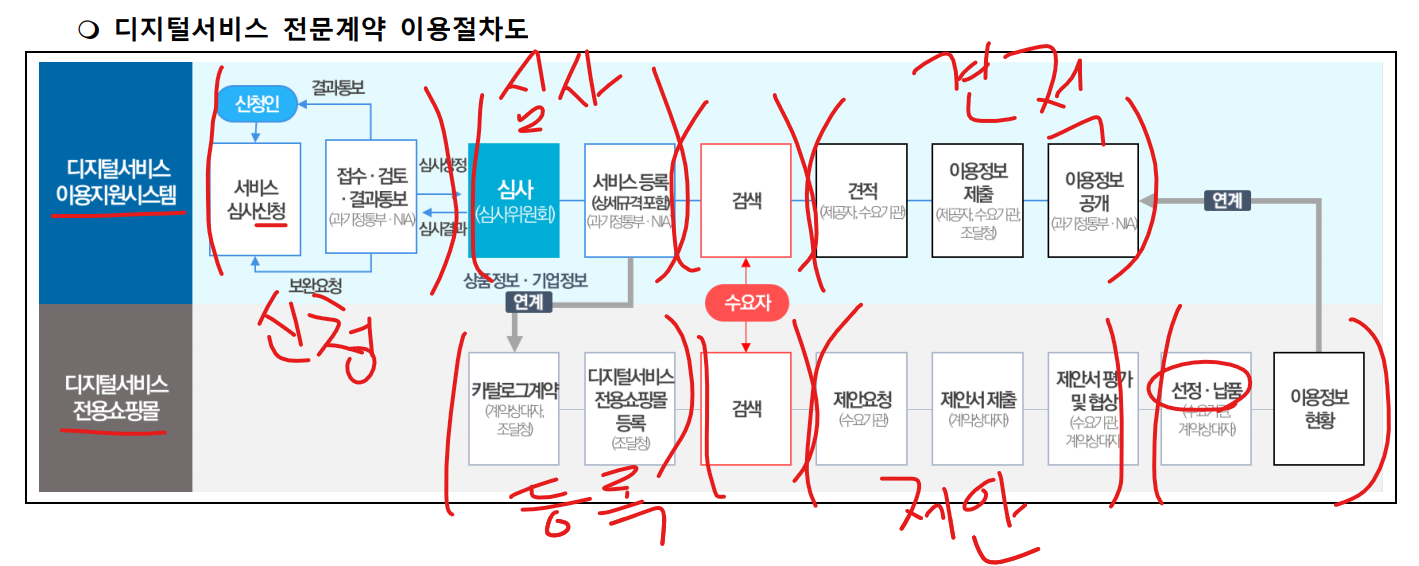 ❍ 디지털서비스 전문계약 이용절차도
심사
견적
신청인
결과통보
디지털서비스
이용지원시스템
서비스
심사신청
접수 · 검토
· 결과통보
(과기정통부 · NIA)
심사상정
심사결과
심사
(심사위원회)
서비스 등록
(상세규격 포함)
(과기정통부 · NIA)
검색
견적
(제공자, 수요기관)
이용정보
제출
(제공자, 수요기관,
조달청)
이용정보
공개
(과기정통부 · NIA)
연계
보완요청
상품정보 · 기업정보
연계
수요자
신청
디지털서비스
전용쇼핑몰
카탈로그계약
(계약상대자,
조달청)
디지털서비스
전용쇼핑몰
등록
(조달청)
검색
제안요청
(수요기관)
제안서 제출
(계약상대자)
제안서 평가
및 협상
(수요기관,
계약상대자)
선정 · 납품
(수요기관,
계약상대자)
이용정보
현황
등록
제안